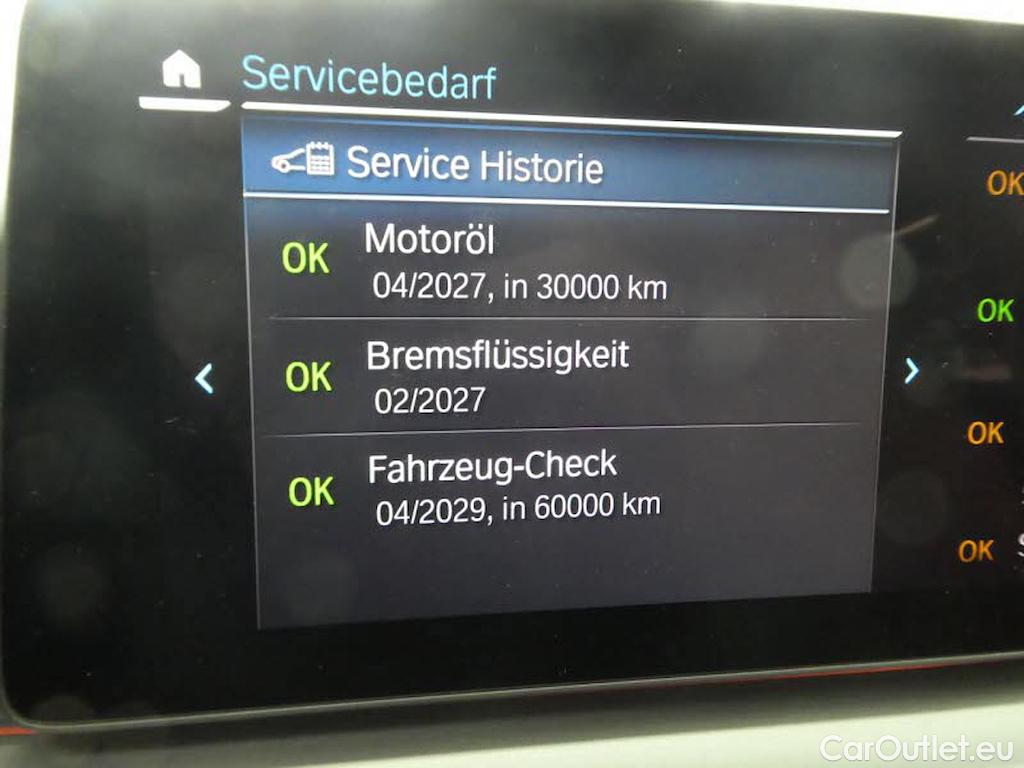 Servicebedarf
Service Historie
OK Motoröl
04/2027, in 30000 km
OK Bremsflüssigkeit
02/2027
OK Fahrzeug-Check
04/2029, in 60000 km
OK
OK
OK
OK
CarOutlet.eu